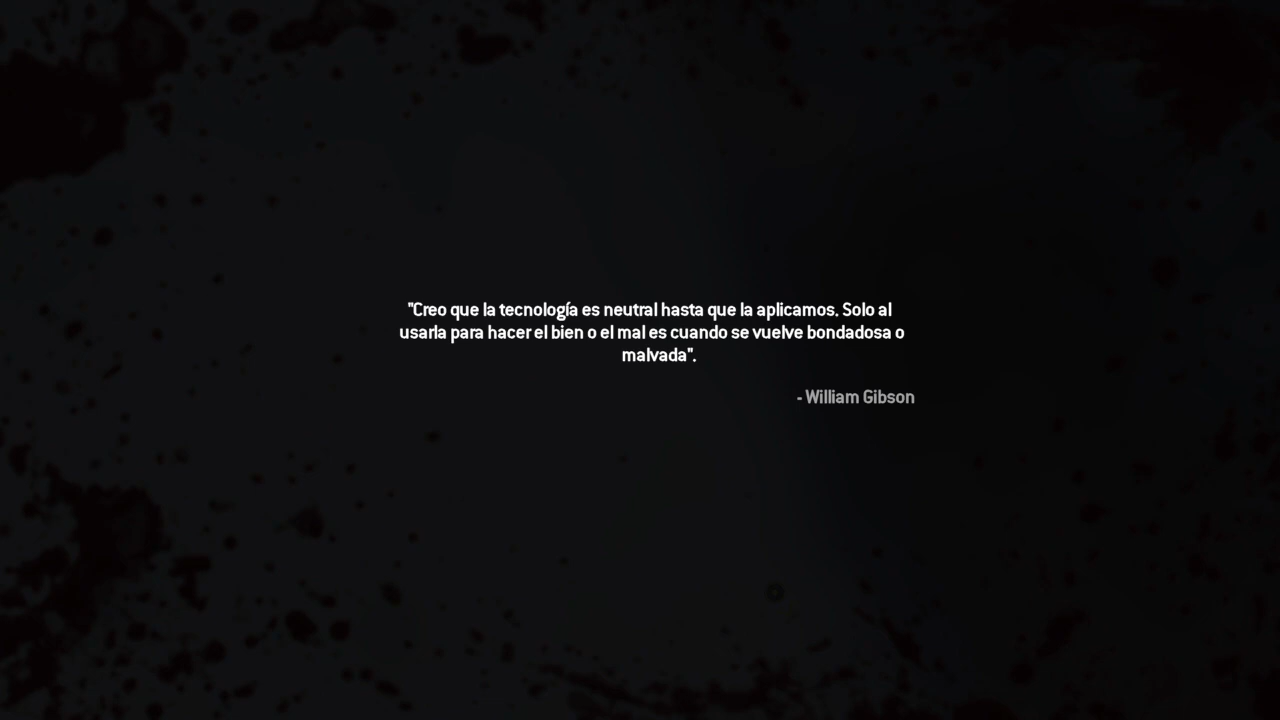 "Creo que la tecnología es neutral hasta que la aplicamos. Solo al
usarla para hacer el bien o el mal es cuando se vuelve bondadosa o
malvada".
- William Gibson